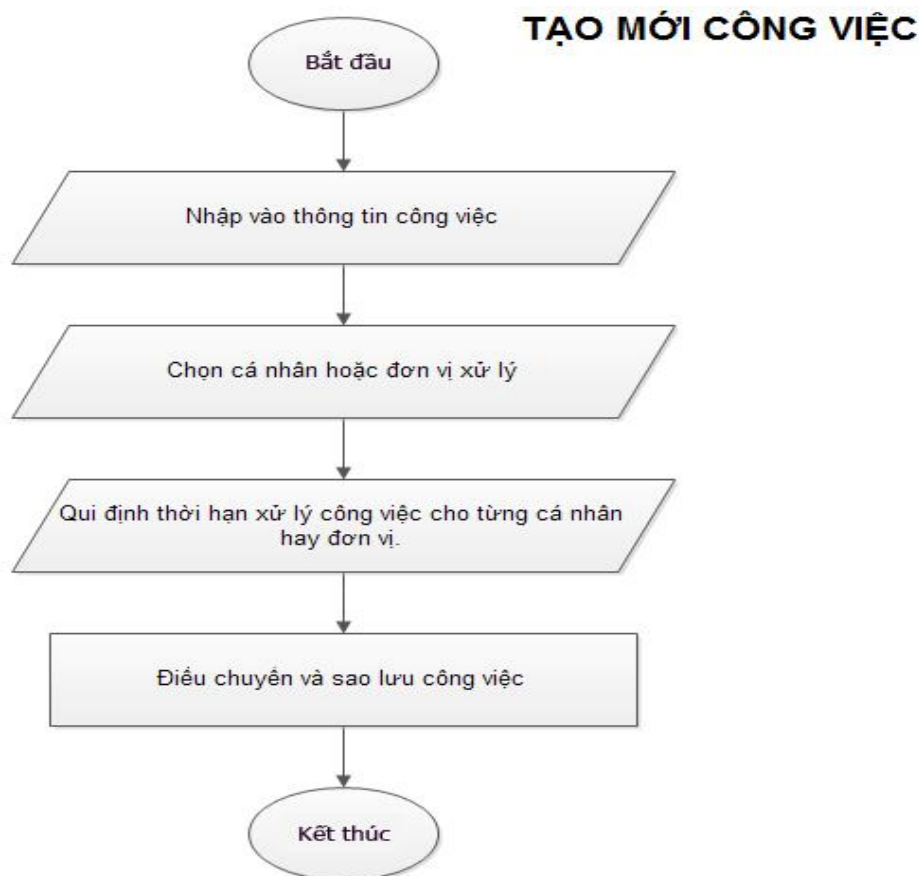 TẠO MỚI CÔNG VIỆC
Bắt đầu
Nhập vào thông tin công việc
Chọn cá nhân hoặc đơn vị xử lý
Qui định thời hạn xử lý công việc cho từng cá nhân
hay đơn vị.
Điều chuyển và sao lưu công việc
Kết thúc